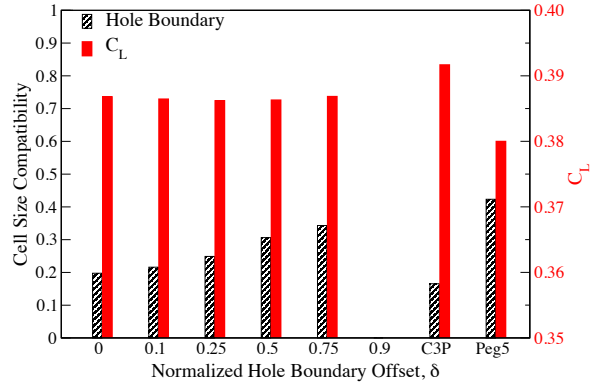 Hole Boundary
C_L
Cell Size Compatibility
1
0.9
0.8
0.7
0.6
0.5
0.4
0.3
0.2
0.1
0
0.40
0.39
0.38
0.37
0.36
0.35
C_L
0 0.1 0.25 0.5 0.75 0.9 C3P Peg5
Normalized Hole Boundary Offset, δ